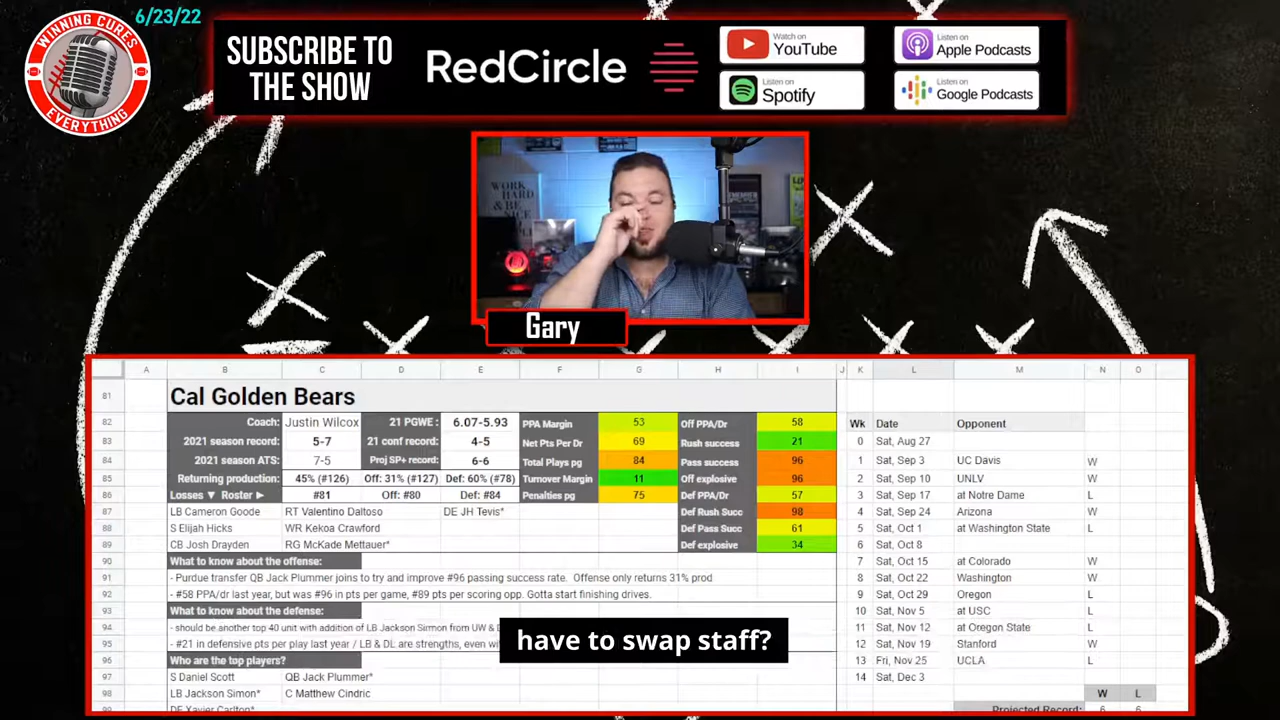 6/23/22
WINNING CURES
EVERYTHING
SUBSCRIBE TO
THE SHOW
RedCircle
Watch on
YouTube
Listen on
Spotify
Listen on
Apple Podcasts
Listen on
Google Podcasts
WORK
HARD &
BE NICE
Gary
A B C D E F G H I J K L M N O
81 Cal Golden Bears
82 Coach: Justin Wilcox 21 PGWE : 6.07-5.93 PPA Margin 53 Off PPA/Dr 58 Wk Date Opponent
83 2021 season record: 5-7 21 conf record: 4-5 Net Pts Per Dr 69 Rush success 21 0 Sat, Aug 27
84 2021 season ATS: 7-5 Proj SP+ record: 6-6 Total Plays pg 84 Pass success 96 1 Sat, Sep 3 UC Davis W
85 Returning production: 45% (#126) Off: 31% (#127) Def: 60% (#78) Turnover Margin 11 Off explosive 96 2 Sat, Sep 10 UNLV W
86 Losses ▼ Roster ► #81 Off: #80 Def: #84 Penalties pg 75 Def PPA/Dr 57 3 Sat, Sep 17 at Notre Dame L
87 LB Cameron Goode RT Valentino Daltoso DE JH Tevis* Def Rush Succ 98 4 Sat, Sep 24 Arizona W
88 S Elijah Hicks WR Kekoa Crawford Def Pass Succ 61 5 Sat, Oct 1 at Washington State L
89 CB Josh Drayden RG McKade Mettauer* Def explosive 34 6 Sat, Oct 8
90 What to know about the offense: 7 Sat, Oct 15 at Colorado W
91 - Purdue transfer QB Jack Plummer joins to try and improve #96 passing success rate. Offense only returns 31% prod 8 Sat, Oct 22 Washington W
92 - #58 PPA/dr last year, but was #96 in pts per game, #89 pts per scoring opp. Gotta start finishing drives. 9 Sat, Oct 29 Oregon L
93 What to know about the defense: 10 Sat, Nov 5 at USC L
94 - should be another top 40 unit with addition of LB Jackson Sirmon from UW & 11 Sat, Nov 12 at Oregon State L
95 - #21 in defensive pts per play last year / LB & DL are strengths, even 12 Sat, Nov 19 Stanford W
96 Who are the top players? 13 Fri, Nov 25 UCLA L
97 S Daniel Scott QB Jack Plummer* 14 Sat, Dec 3
98 LB Jackson Simon* C Matthew Cindric W L
99 DE Xavier Carlton* Projected Record: 6 6
have to swap staff?